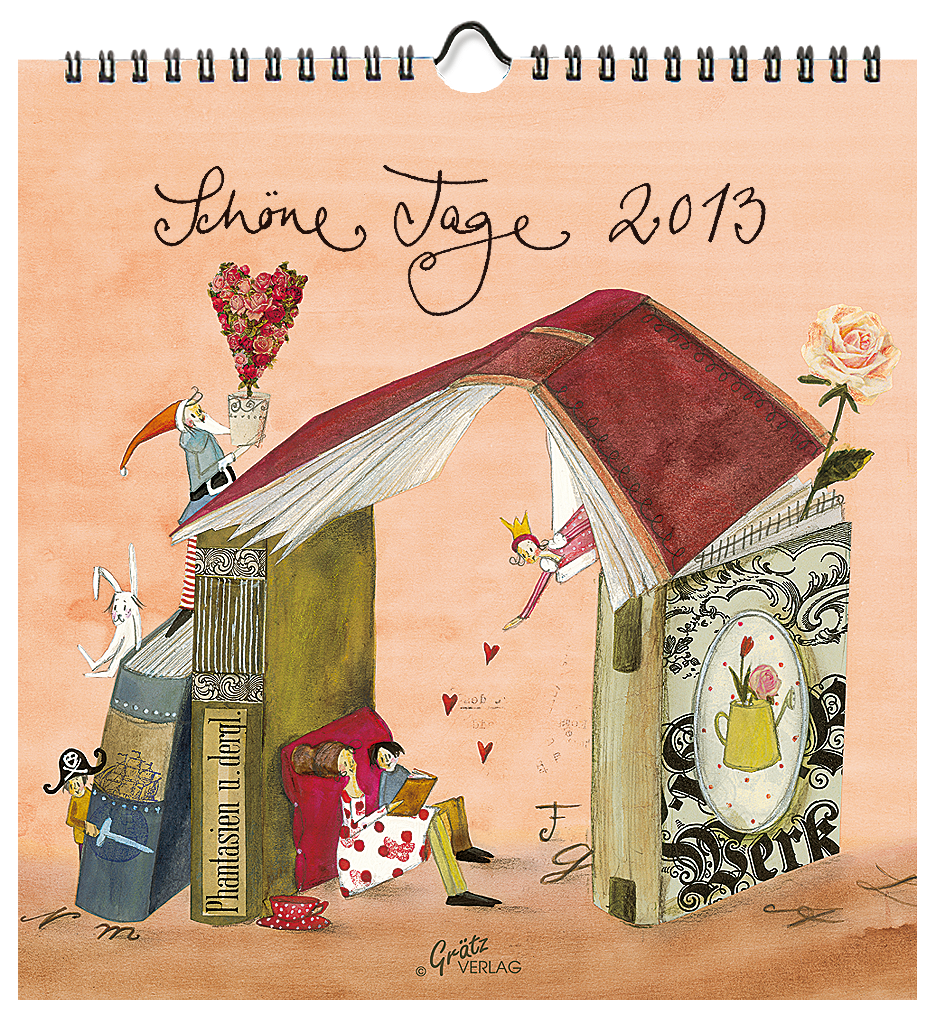 Schöne Tage 2013
Phantasien u. dergl.
F
Werk
N
m
© Grätz
VERLAG